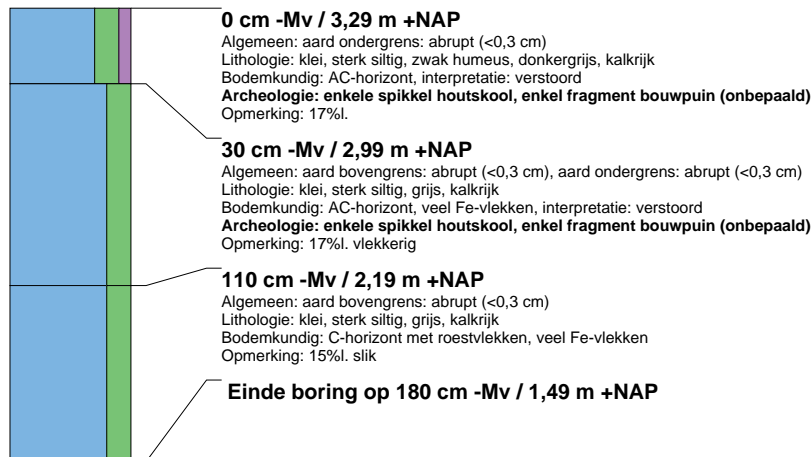 0 cm -Mv / 3,29 m +NAP
Algemeen: aard ondergrens: abrupt (<0,3 cm)
Lithologie: klei, sterk siltig, zwak humeus, donkergrijs, kalkrijk
Bodemkundig: AC-horizont, interpretatie: verstoord
Archeologie: enkele spikkel houtskool, enkel fragment bouwpuin (onbepaald)
Opmerking: 17%l.
30 cm -Mv / 2,99 m +NAP
Algemeen: aard bovengrens: abrupt (<0,3 cm), aard ondergrens: abrupt (<0,3 cm)
Lithologie: klei, sterk siltig, grijs, kalkrijk
Bodemkundig: AC-horizont, veel Fe-vlekken, interpretatie: verstoord
Archeologie: enkele spikkel houtskool, enkel fragment bouwpuin (onbepaald)
Opmerking: 17%l. vlekkerig
110 cm -Mv / 2,19 m +NAP
Algemeen: aard bovengrens: abrupt (<0,3 cm)
Lithologie: klei, sterk siltig, grijs, kalkrijk
Bodemkundig: C-horizont met roestvlekken, veel Fe-vlekken
Opmerking: 15%l. slik
Einde boring op 180 cm -Mv / 1,49 m +NAP